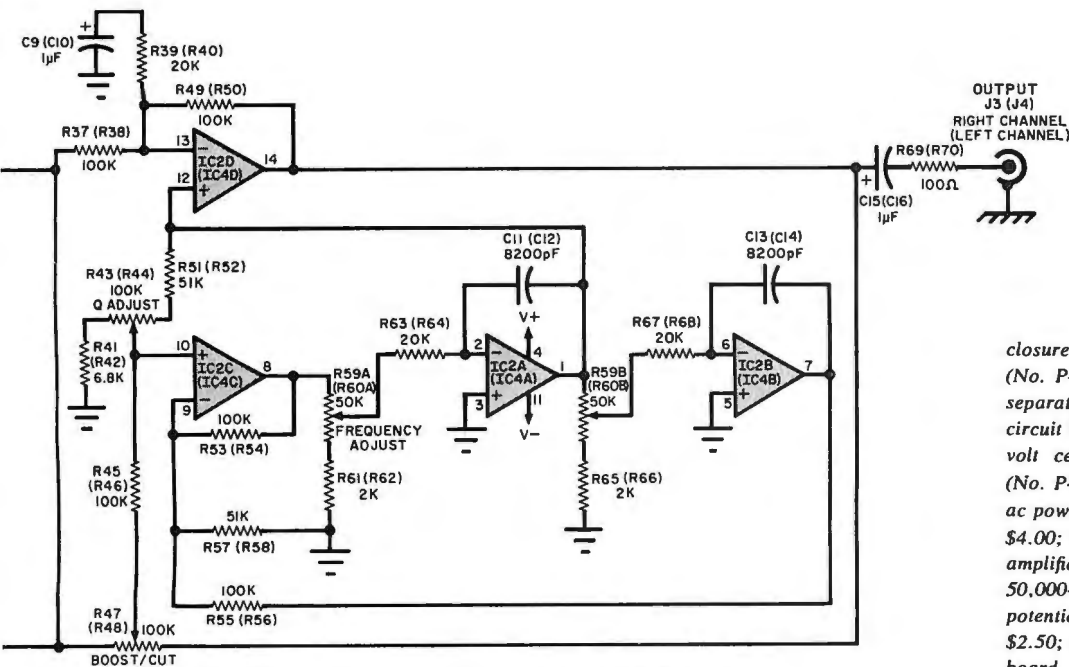 C9 (C10)
1µF
+
R39 (R40)
20K
R49 (R50)
100K
R37 (R38)
100K
13
-
IC2D
(IC4D)
14
12
+
OUTPUT
J3 (J4)
RIGHT CHANNEL
(LEFT CHANNEL)
R69 (R70)
100Ω
+
C15 (C16)
1µF
R51 (R52)
51K
R43 (R44)
100K
Q ADJUST
R41
(R42)
6.8K
10
+
IC2C
(IC4C)
8
-
9
100K
R53 (R54)
R59A
(R60A)
50K
FREQUENCY
ADJUST
R61 (R62)
2K
R63 (R64)
20K
C11 (C12)
8200pF
V+
2
-
4
IC2A
(IC4A)
1
3
+
11
V-
R59B
(R60B)
50K
R65 (R66)
2K
R67 (R68)
20K
C13 (C14)
8200pF
6
-
IC2B
(IC4B)
7
5
+
R45
(R46)
100K
51K
R57 (R58)
100K
R55 (R56)
R47
(R48)
100K
BOOST/CUT
closure
(No. P-
separat
circuit
volt ce
(No. P-
ac pow
$4.00;
amplifi
50,000-
potenti
$2.50;
board